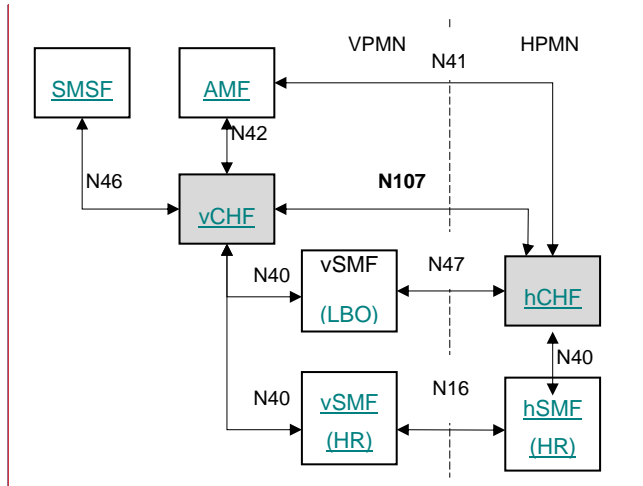 VPMN HPMN
N41
SMSF AMF
N42
N46 N107
vCHF
N40 vSMF N47
(LBO) hCHF
N40
N40 vSMF N16 hSMF
(HR) (HR)